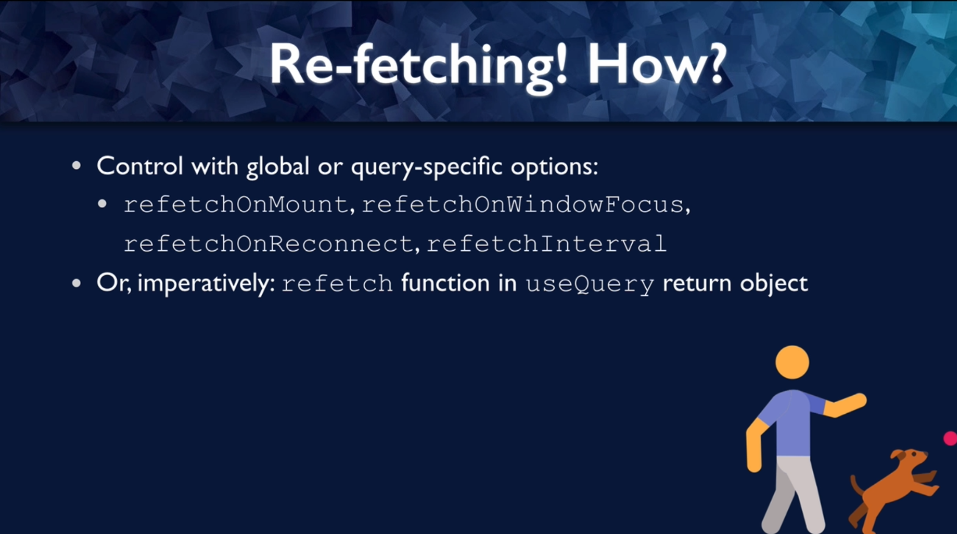 Re-fetching! How?
• Control with global or query-specific options:
• refetchOnMount, refetchOnWindowFocus,
refetchOnReconnect, refetchInterval
• Or, imperatively: refetch function in useQuery return object